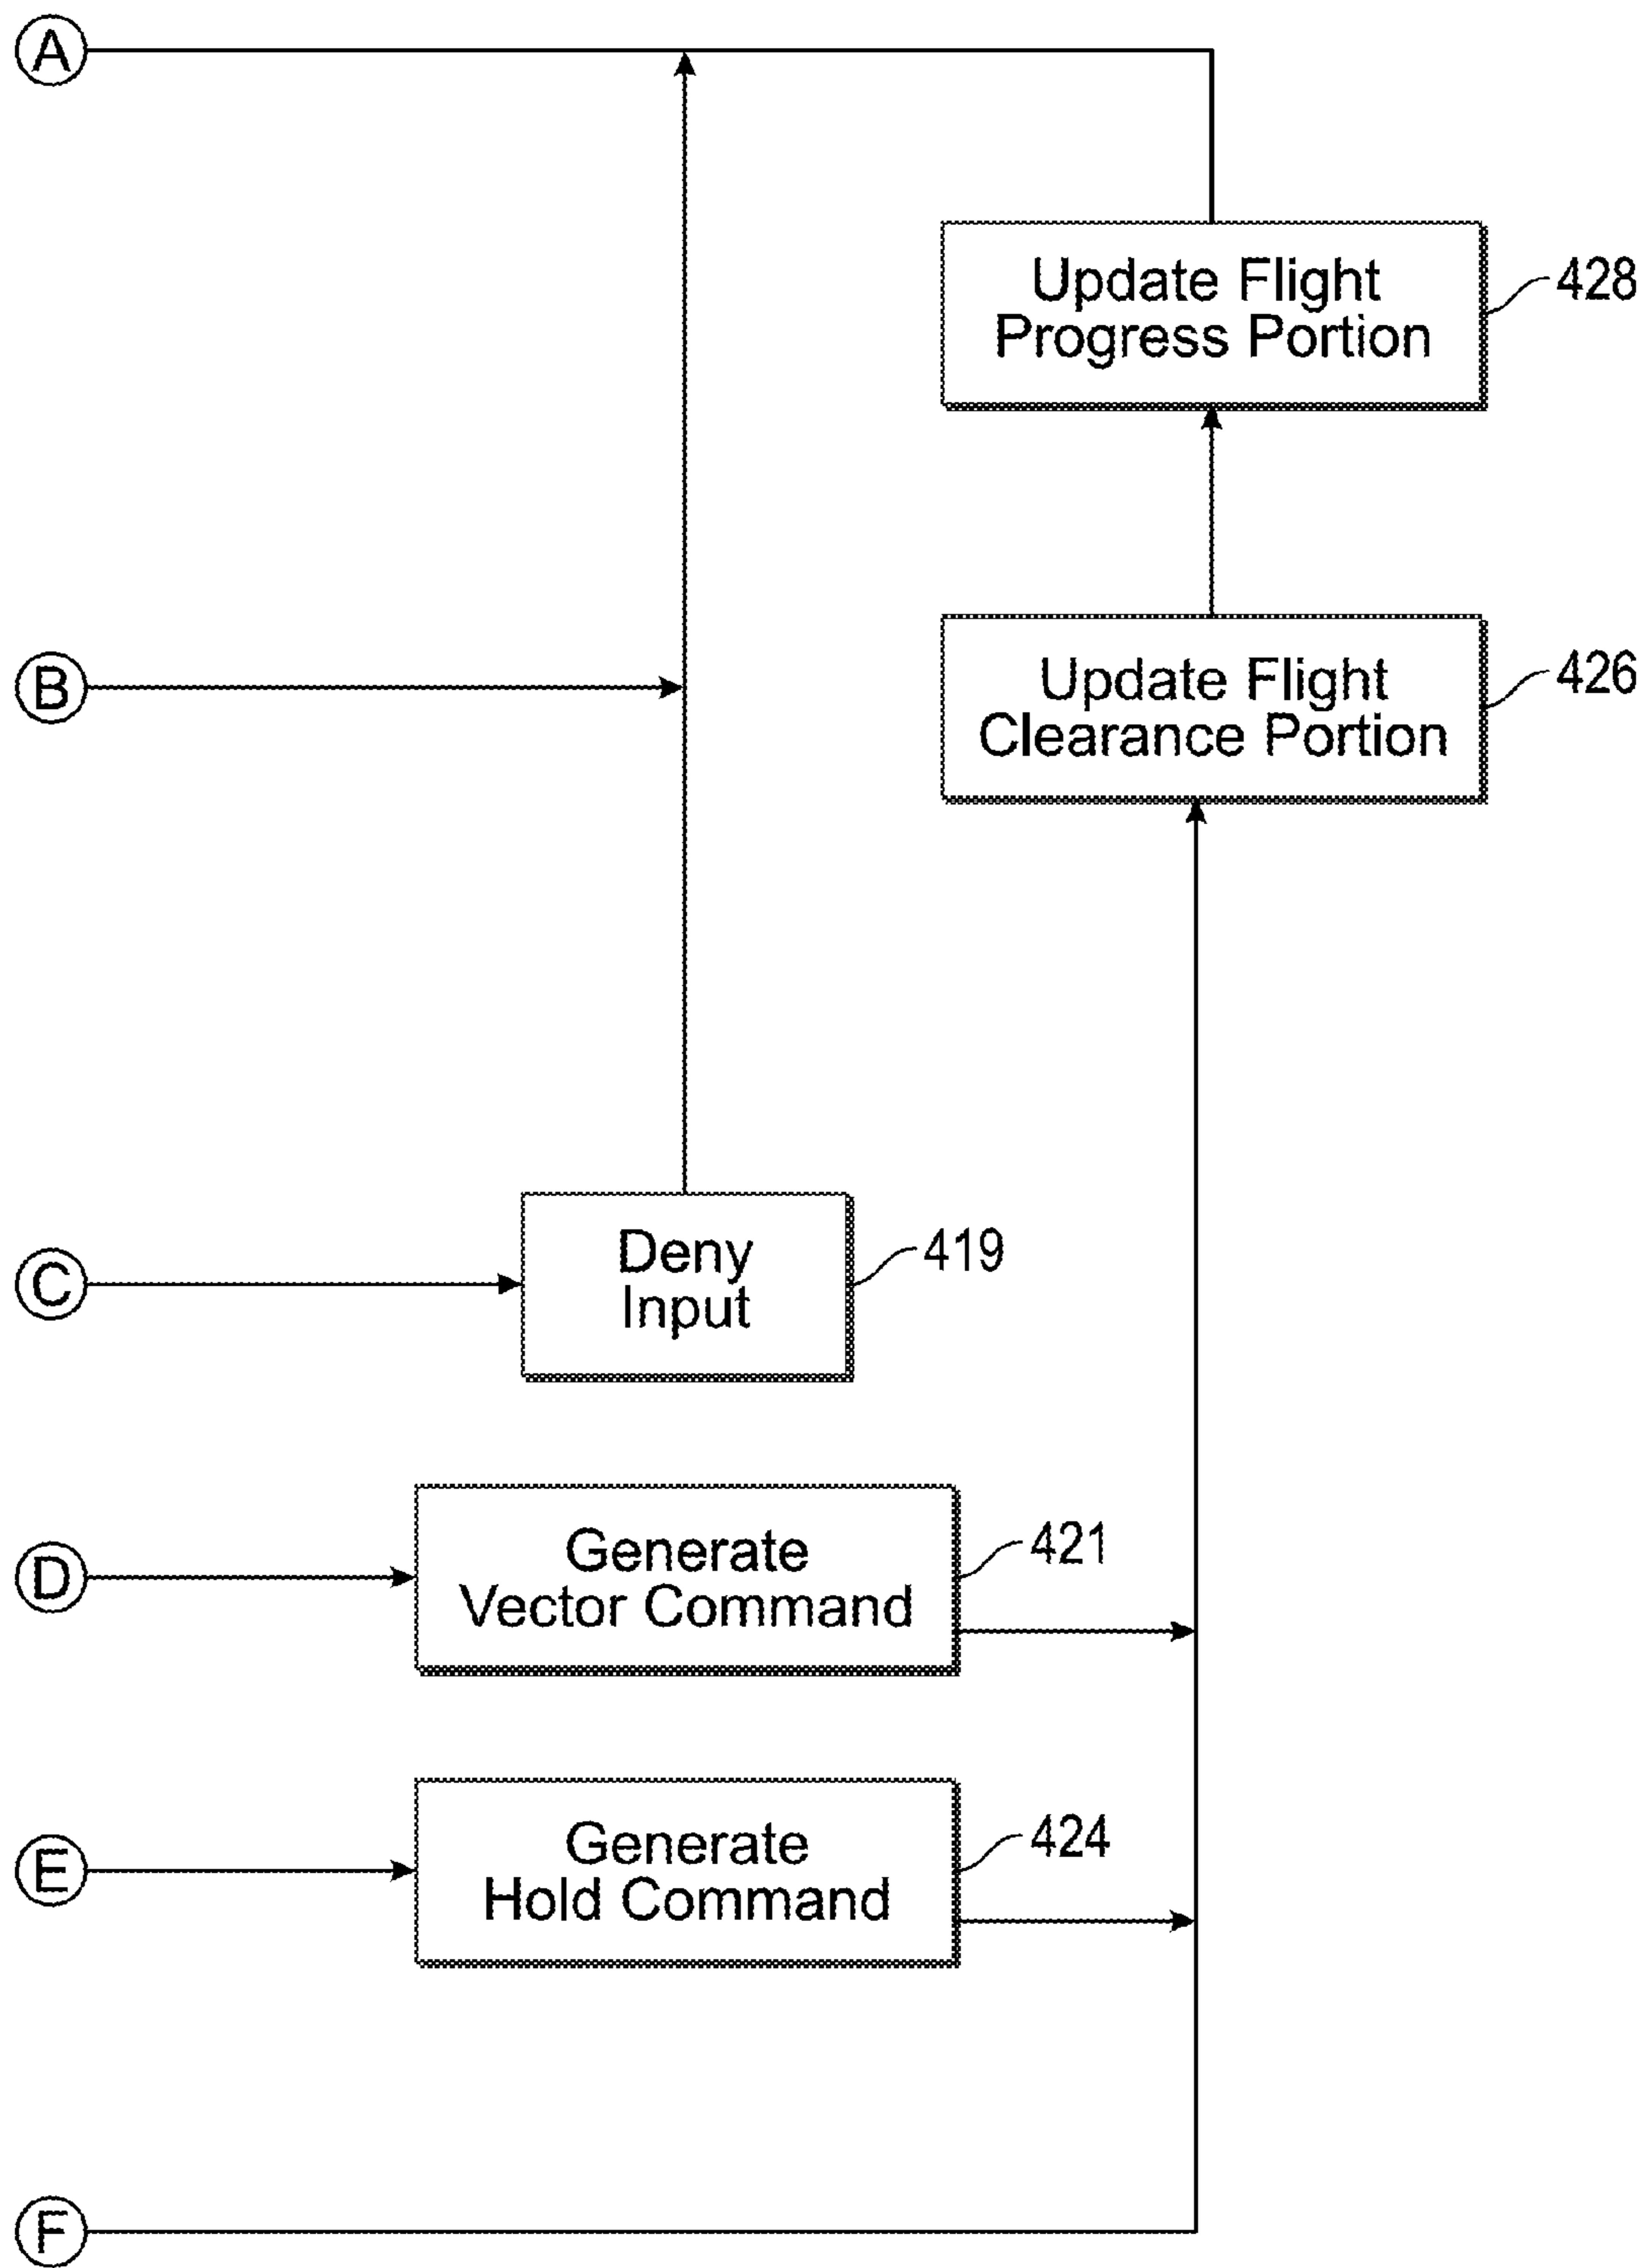 A
Update Flight
Progress Portion
428
B
Update Flight
Clearance Portion
426
C
Deny
Input
419
D
Generate
Vector Command
421
E
Generate
Hold Command
424
F